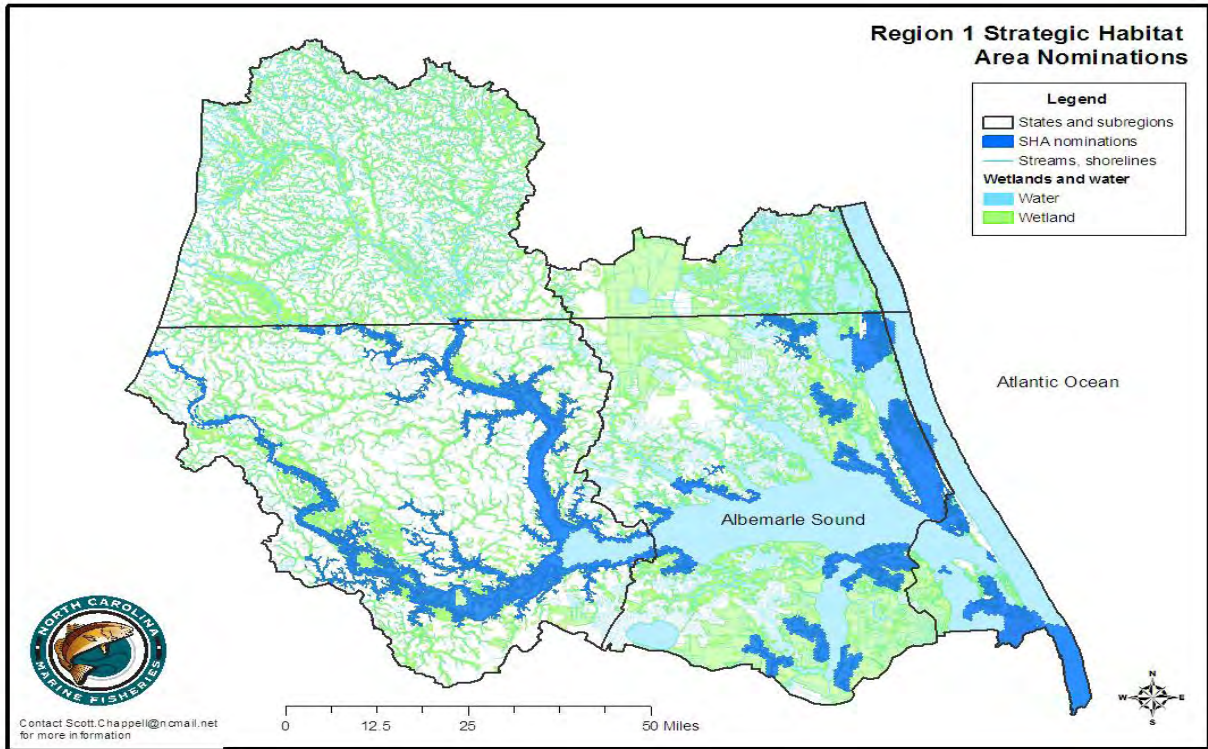 Region 1 Strategic Habitat
Area Nominations
Legend
States and subregions
SHA nominations
Streams, shorelines
Wetlands and water
Water
Wetland
Atlantic Ocean
Albemarle Sound
NORTH CAROLINA
MARINE FISHERIES
Contact Scott.Chappell@ncmail.net
for more information
0 12.5 25 50 Miles
N
W E
S